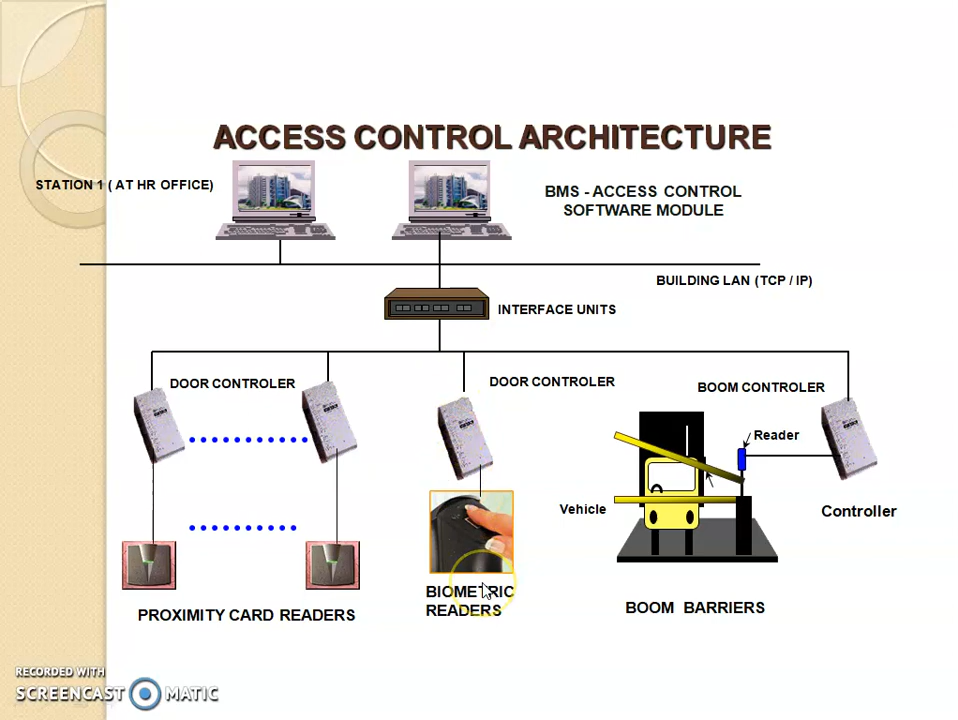 ACCESS CONTROL ARCHITECTURE
STATION 1 ( AT HR OFFICE)
BMS - ACCESS CONTROL
SOFTWARE MODULE
BUILDING LAN (TCP / IP)
INTERFACE UNITS
DOOR CONTROLER
DOOR CONTROLER
BOOM CONTROLER
Reader
Vehicle
Controller
PROXIMITY CARD READERS
BIOMETRIC
READERS
BOOM BARRIERS
RECORDED WITH
SCREENCAST MATIC